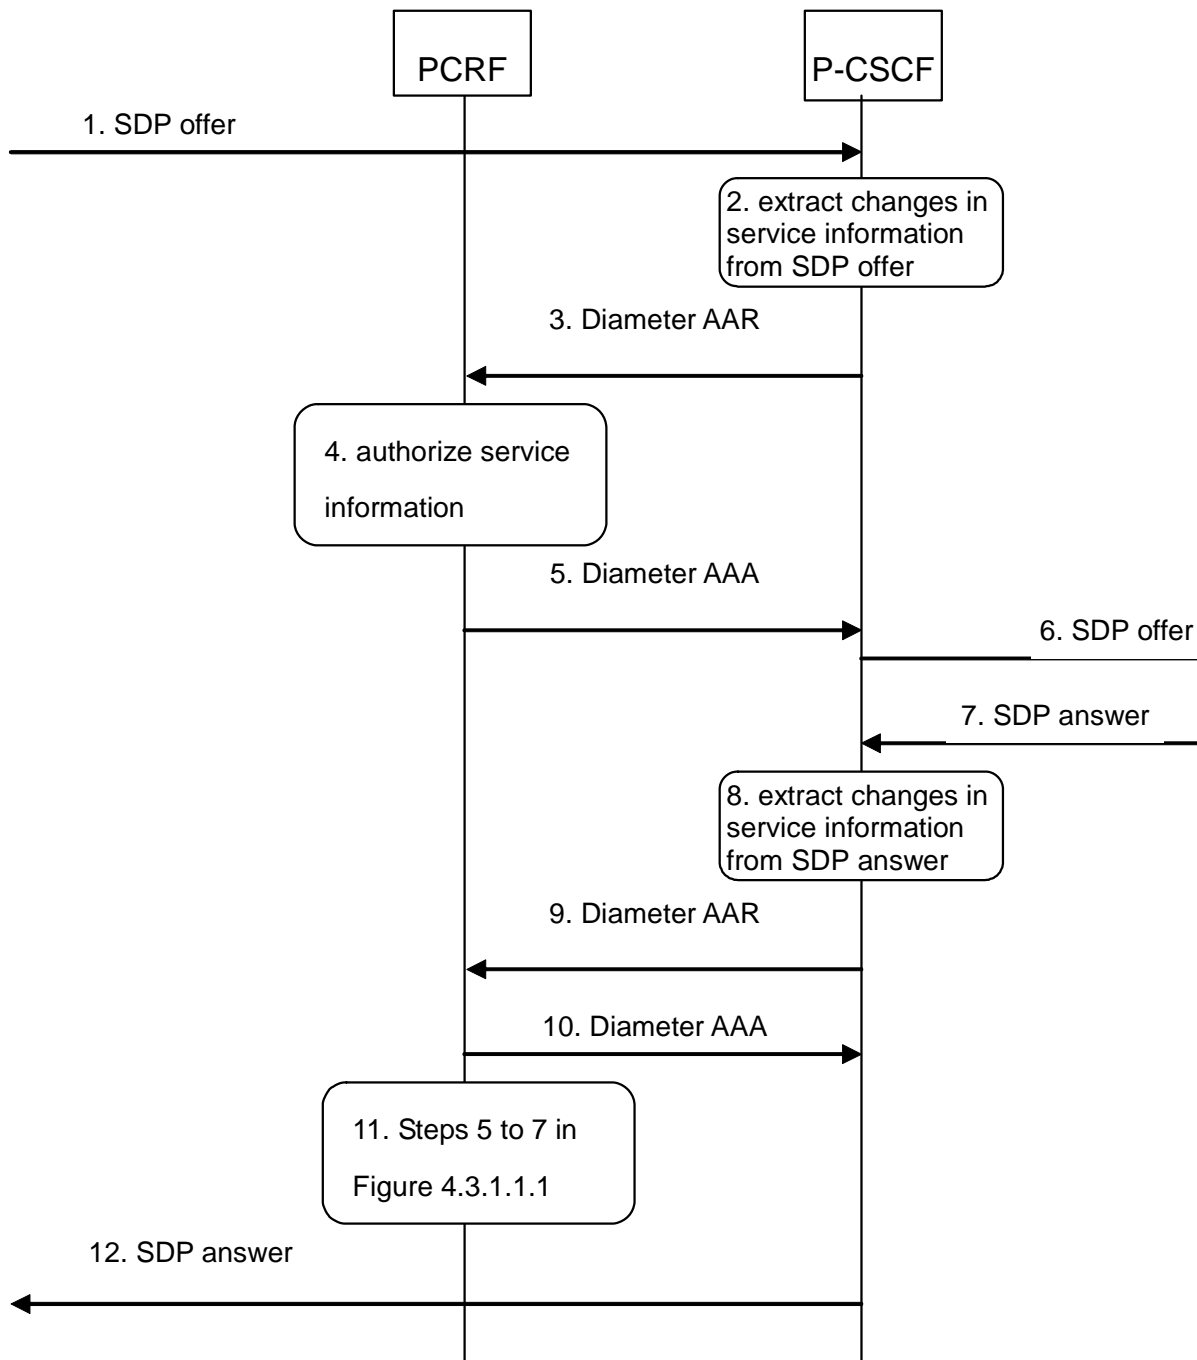 PCRF
P-CSCF
1. SDP offer
2. extract changes in
service information
from SDP offer
3. Diameter AAR
4. authorize service
information
5. Diameter AAA
6. SDP offer
7. SDP answer
8. extract changes in
service information
from SDP answer
9. Diameter AAR
10. Diameter AAA
11. Steps 5 to 7 in
Figure 4.3.1.1.1
12. SDP answer